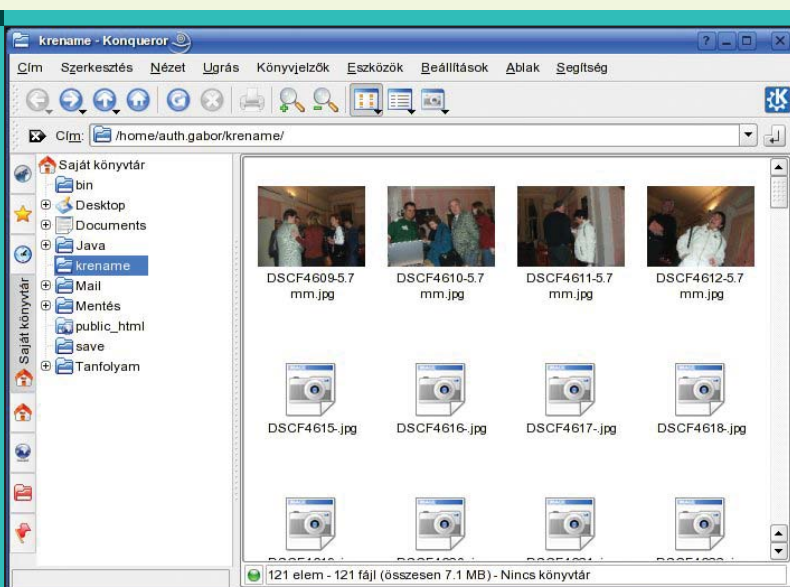 krename - Konqueror
Cím Szerkesztés Nézet Ugrás Könyvjelzők Eszközök Beállítások Ablak Segítség
Cím: /home/auth.gabor/krename/
Saját könyvtár
Saját könyvtár
bin
Desktop
Documents
Java
krename
Mail
Mentés
public_html
save
Tanfolyam
DSCF4609-5.7
mm.jpg
DSCF4610-5.7
mm.jpg
DSCF4611-5.7
mm.jpg
DSCF4612-5.7
mm.jpg
DSCF4615-.jpg
DSCF4616-.jpg
DSCF4617-.jpg
DSCF4618-.jpg
121 elem - 121 fájl (összesen 7.1 MB) - Nincs könyvtár